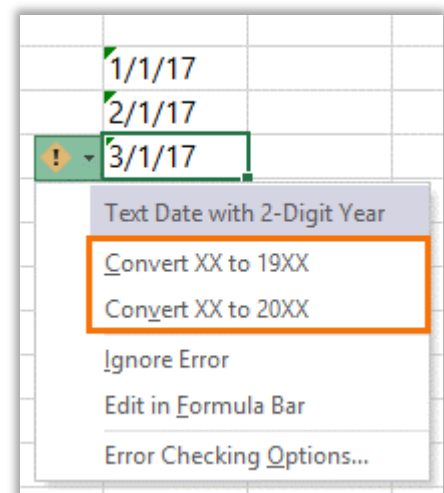 1/1/17
2/1/17
! 3/1/17
Text Date with 2-Digit Year
Convert XX to 19XX
Convert XX to 20XX
Ignore Error
Edit in Formula Bar
Error Checking Options...